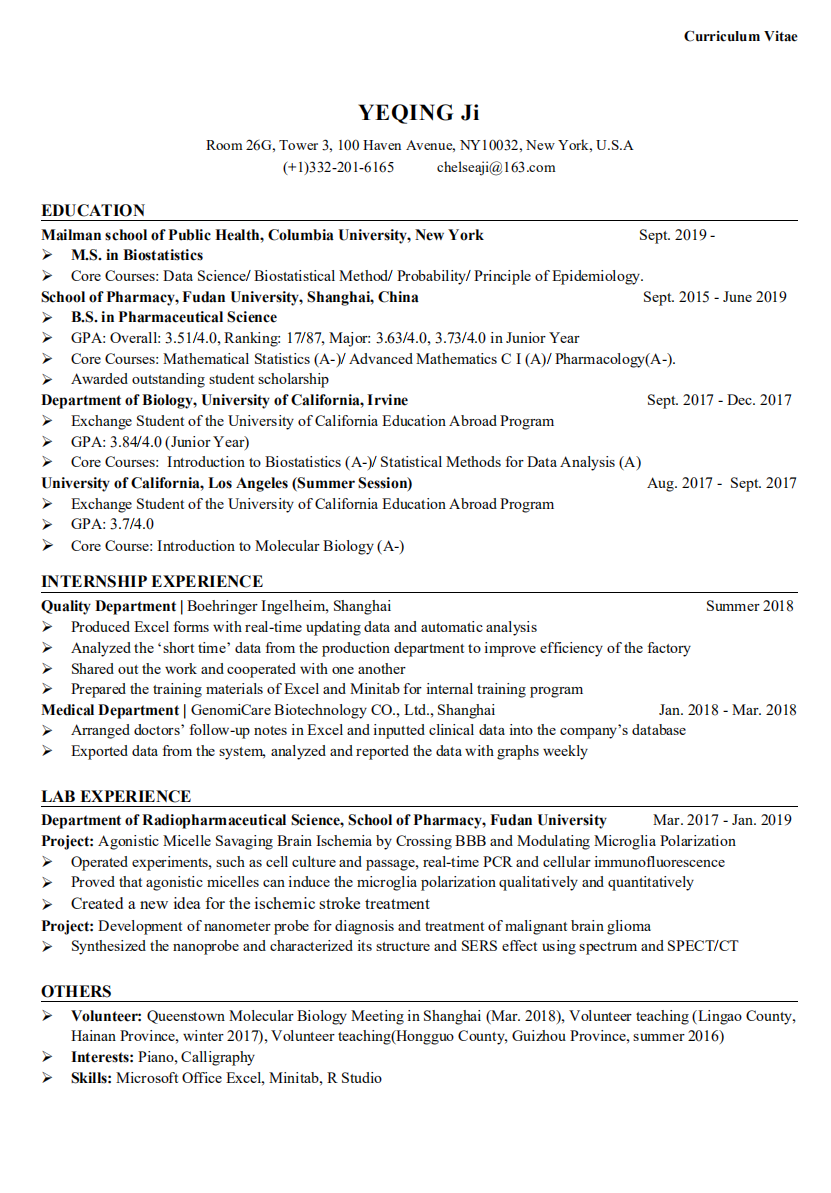 Curriculum Vitae
YEQING Ji
Room 26G, Tower 3, 100 Haven Avenue, NY10032, New York, U.S.A
(+1)332-201-6165 chelseaji@163.com
EDUCATION
Mailman school of Public Health, Columbia University, New York Sept. 2019 -
➢ M.S. in Biostatistics
➢ Core Courses: Data Science/ Biostatistical Method/ Probability/ Principle of Epidemiology.
School of Pharmacy, Fudan University, Shanghai, China Sept. 2015 - June 2019
➢ B.S. in Pharmaceutical Science
➢ GPA: Overall: 3.51/4.0, Ranking: 17/87, Major: 3.63/4.0, 3.73/4.0 in Junior Year
➢ Core Courses: Mathematical Statistics (A-)/ Advanced Mathematics C I (A)/ Pharmacology(A-).
➢ Awarded outstanding student scholarship
Department of Biology, University of California, Irvine Sept. 2017 - Dec. 2017
➢ Exchange Student of the University of California Education Abroad Program
➢ GPA: 3.84/4.0 (Junior Year)
➢ Core Courses: Introduction to Biostatistics (A-)/ Statistical Methods for Data Analysis (A)
University of California, Los Angeles (Summer Session) Aug. 2017 - Sept. 2017
➢ Exchange Student of the University of California Education Abroad Program
➢ GPA: 3.7/4.0
➢ Core Course: Introduction to Molecular Biology (A-)
INTERNSHIP EXPERIENCE
Quality Department | Boehringer Ingelheim, Shanghai Summer 2018
➢ Produced Excel forms with real-time updating data and automatic analysis
➢ Analyzed the ‘short time’ data from the production department to improve efficiency of the factory
➢ Shared out the work and cooperated with one another
➢ Prepared the training materials of Excel and Minitab for internal training program
Medical Department | GenomiCare Biotechnology CO., Ltd., Shanghai Jan. 2018 - Mar. 2018
➢ Arranged doctors’ follow-up notes in Excel and inputted clinical data into the company’s database
➢ Exported data from the system, analyzed and reported the data with graphs weekly
LAB EXPERIENCE
Department of Radiopharmaceutical Science, School of Pharmacy, Fudan University Mar. 2017 - Jan. 2019
Project: Agonistic Micelle Savaging Brain Ischemia by Crossing BBB and Modulating Microglia Polarization
➢ Operated experiments, such as cell culture and passage, real-time PCR and cellular immunofluorescence
➢ Proved that agonistic micelles can induce the microglia polarization qualitatively and quantitatively
➢ Created a new idea for the ischemic stroke treatment
Project: Development of nanometer probe for diagnosis and treatment of malignant brain glioma
➢ Synthesized the nanoprobe and characterized its structure and SERS effect using spectrum and SPECT/CT
OTHERS
➢ Volunteer: Queenstown Molecular Biology Meeting in Shanghai (Mar. 2018), Volunteer teaching (Lingao County,
Hainan Province, winter 2017), Volunteer teaching(Hongguo County, Guizhou Province, summer 2016)
➢ Interests: Piano, Calligraphy
➢ Skills: Microsoft Office Excel, Minitab, R Studio